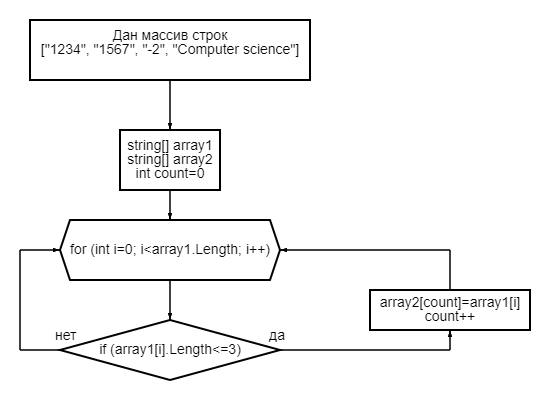 Дан массив строк
["1234", "1567", "-2", "Computer science"]
string[] array1
string[] array2
int count=0
for (int i=0; i<array1.Length; i++)
array2[count]=array1[i]
count++
нет
да
if (array1[i].Length<=3)